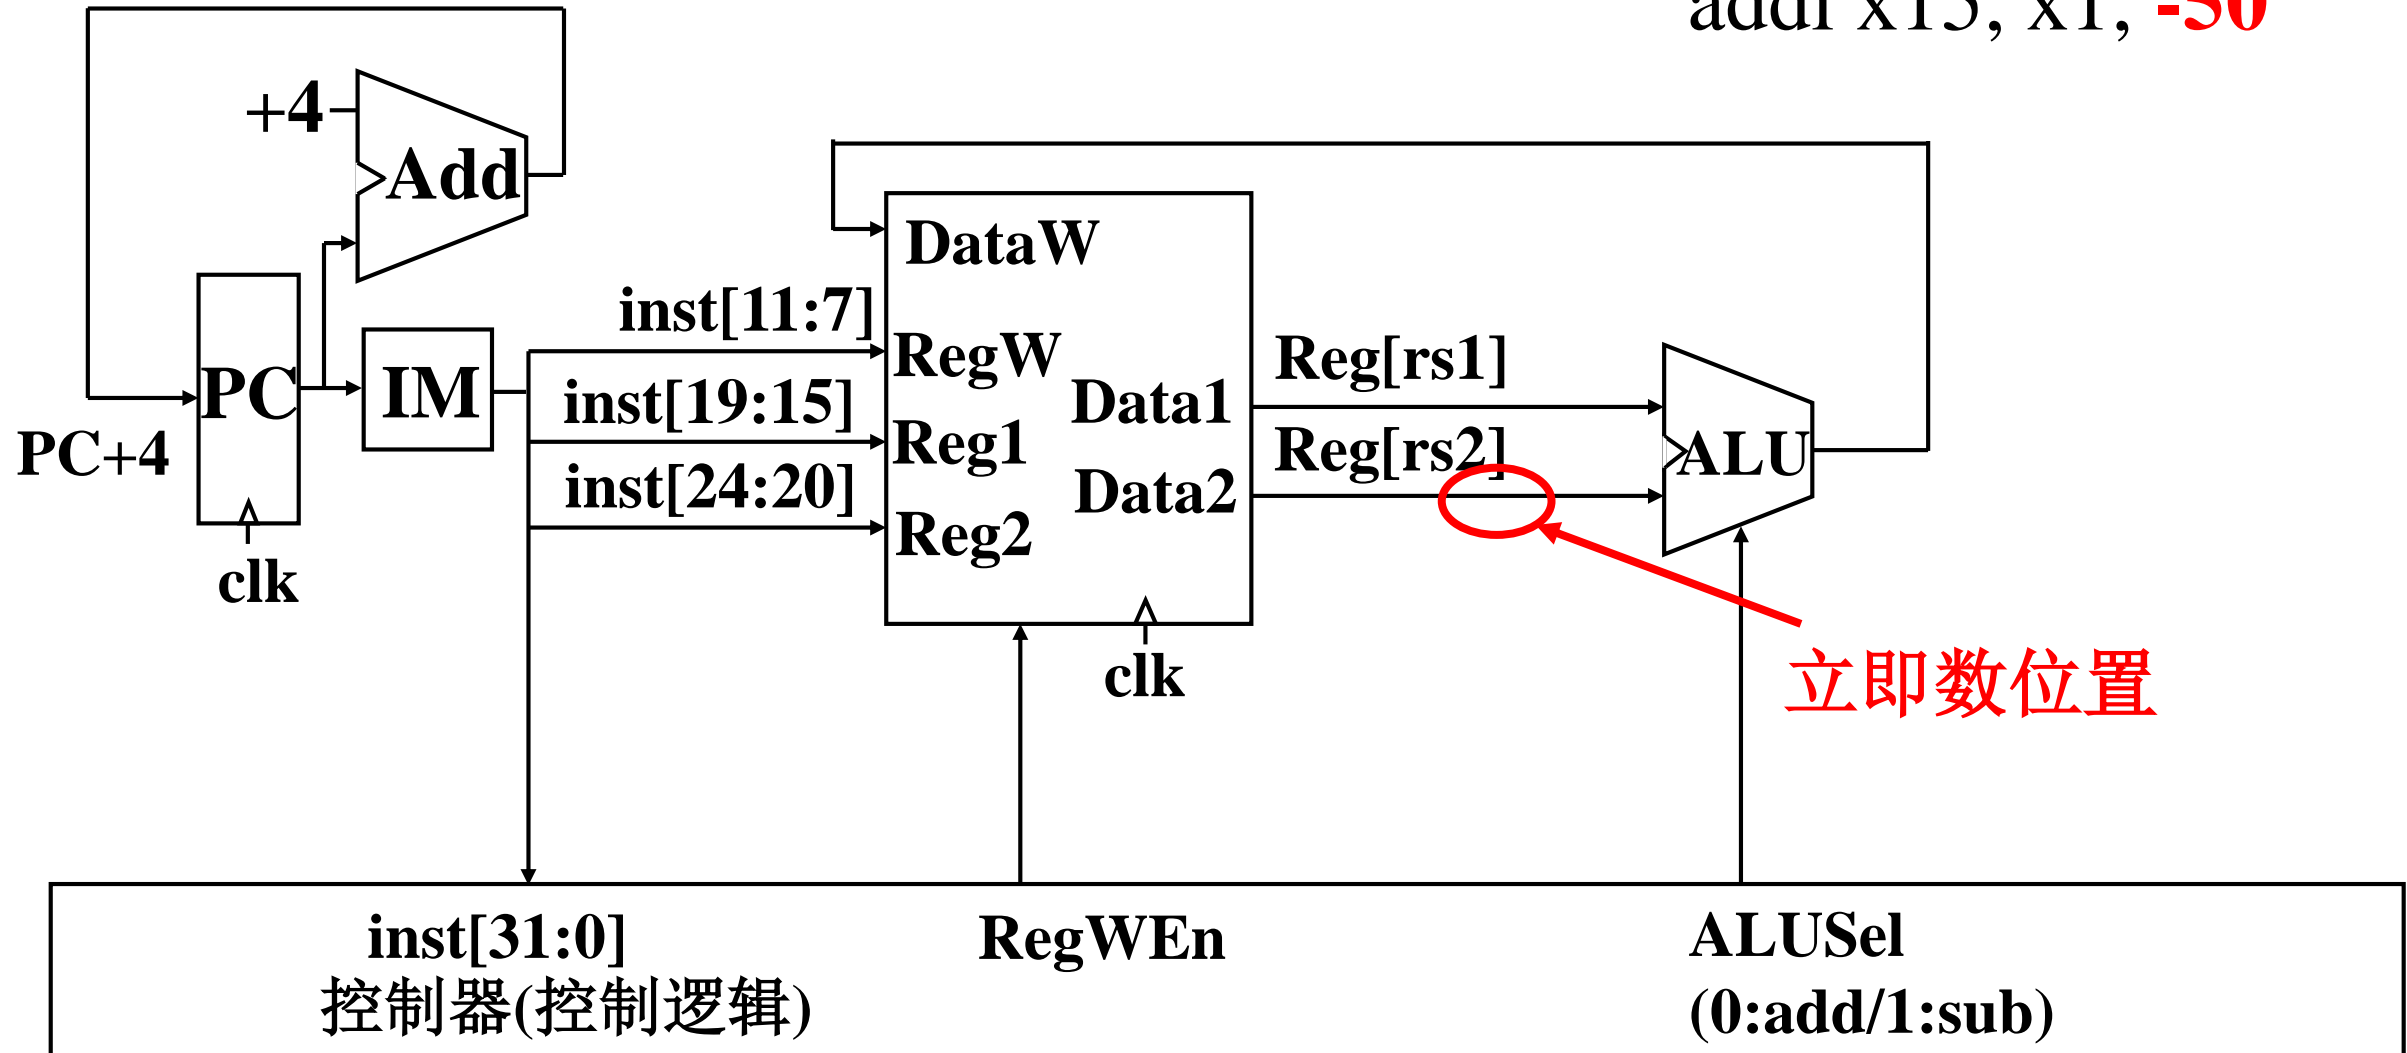 addi x15, x1, -50
+4
Add
DataW
inst[11:7]
RegW
Reg[rs1]
PC
IM
inst[19:15]
Data1
Reg1
Reg[rs2]
ALU
PC+4
inst[24:20]
Data2
Reg2
clk
clk
立即数位置
inst[31:0]
RegWEn
ALUSel
控制器(控制逻辑)
(0:add/1:sub)